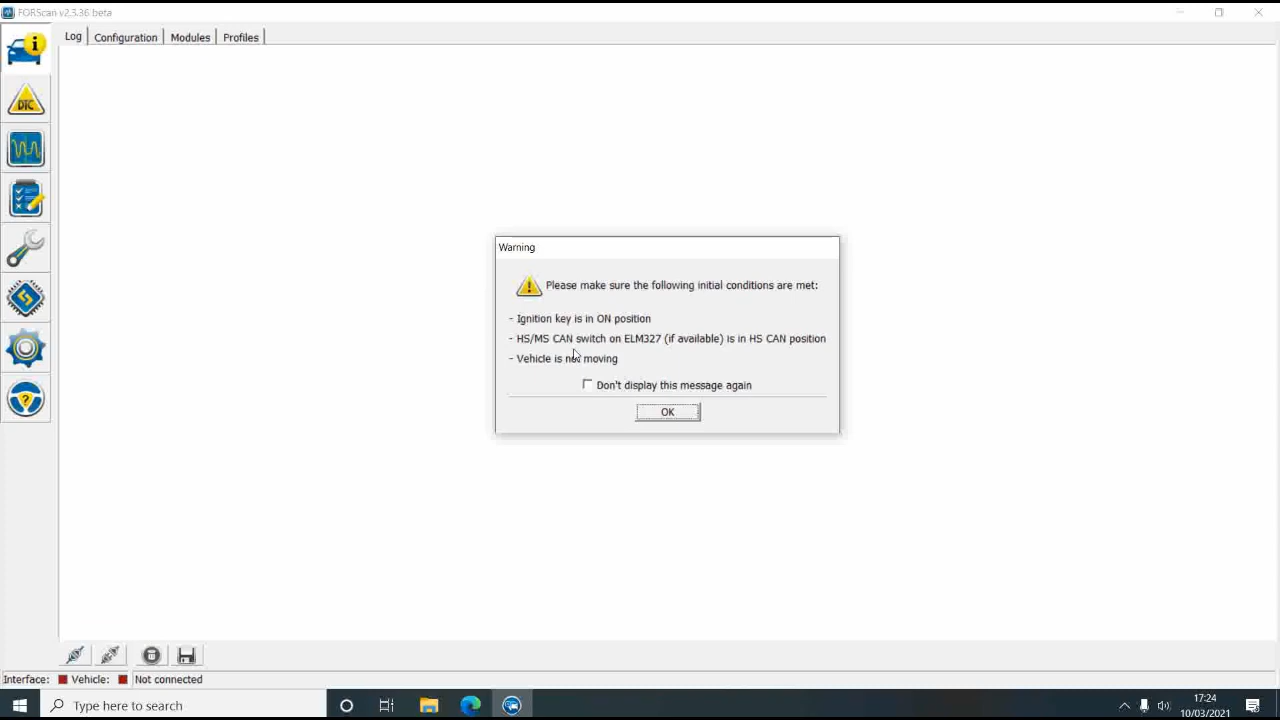 FORScan v2.3.36 beta
Log Configuration Modules Profiles
DTC
Warning
Please make sure the following initial conditions are met:
- Ignition key is in ON position
- HS/MS CAN switch on ELM327 (if available) is in HS CAN position
- Vehicle is not moving
Don't display this message again
OK
Interface: Vehicle: Not connected
Type here to search
17:24
10/03/2021